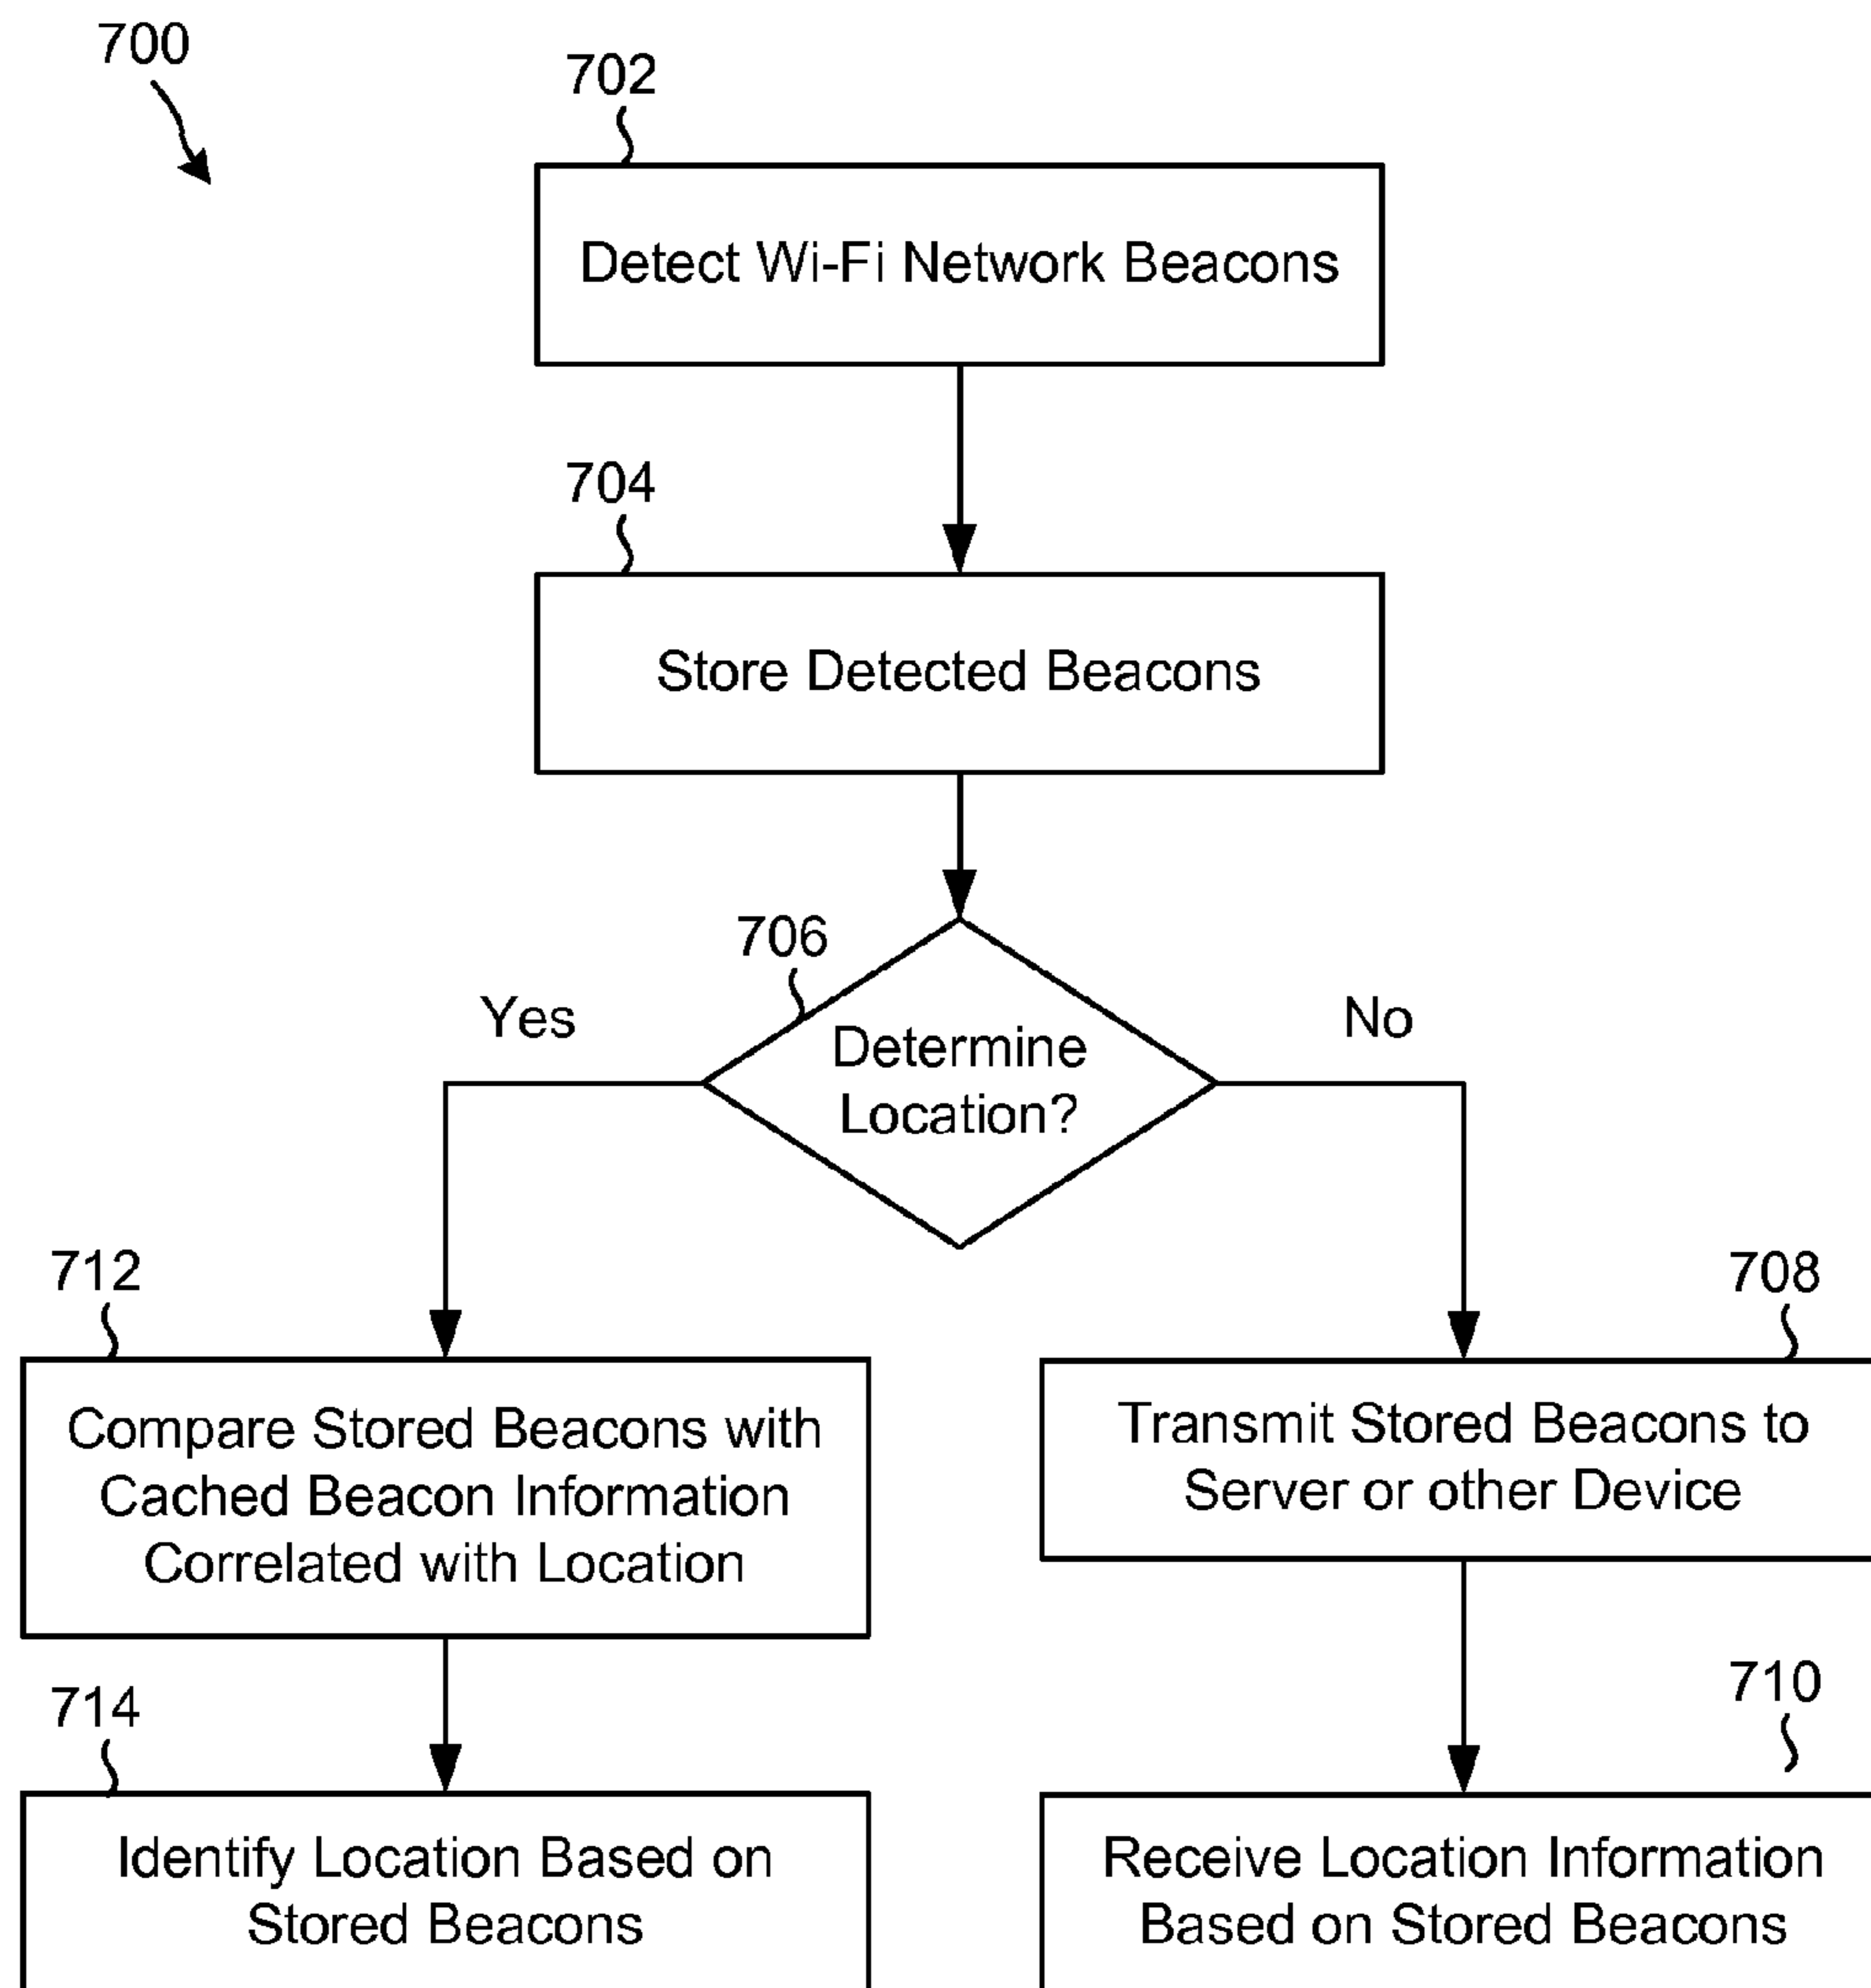 700
702
Detect Wi-Fi Network Beacons
704
Store Detected Beacons
706
Yes
Determine
Location?
No
712
Compare Stored Beacons with
Cached Beacon Information
Correlated with Location
708
Transmit Stored Beacons to
Server or other Device
714
Identify Location Based on
Stored Beacons
710
Receive Location Information
Based on Stored Beacons